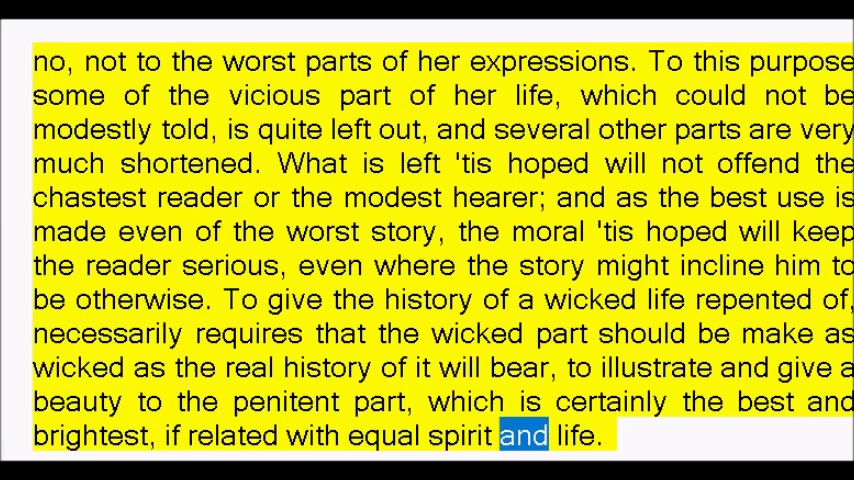 no, not to the worst parts of her expressions. To this purpose
some of the vicious part of her life, which could not be
modestly told, is quite left out, and several other parts are very
much shortened. What is left 'tis hoped will not offend the
chastest reader or the modest hearer; and as the best use is
made even of the worst story, the moral 'tis hoped will keep
the reader serious, even where the story might incline him to
be otherwise. To give the history of a wicked life repented of,
necessarily requires that the wicked part should be make as
wicked as the real history of it will bear, to illustrate and give a
beauty to the penitent part, which is certainly the best and
brightest, if related with equal spirit and life.